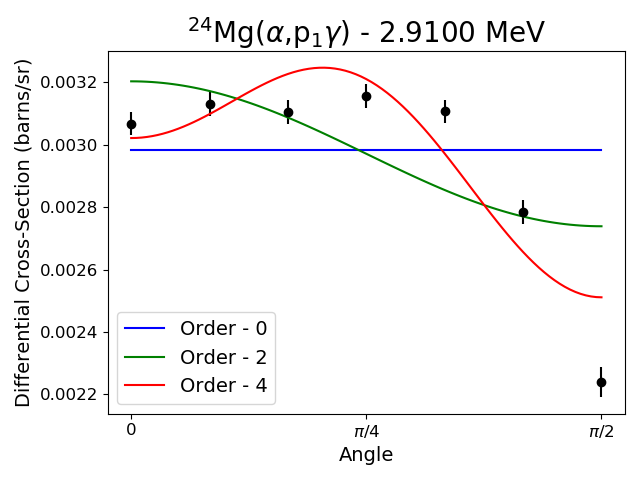 ²⁴Mg(α,p₁γ) - 2.9100 MeV
Differential Cross-Section (barns/sr)
0.0032
0.0030
0.0028
0.0026
0.0024
0.0022
Order - 0
Order - 2
Order - 4
0
π/4
π/2
Angle